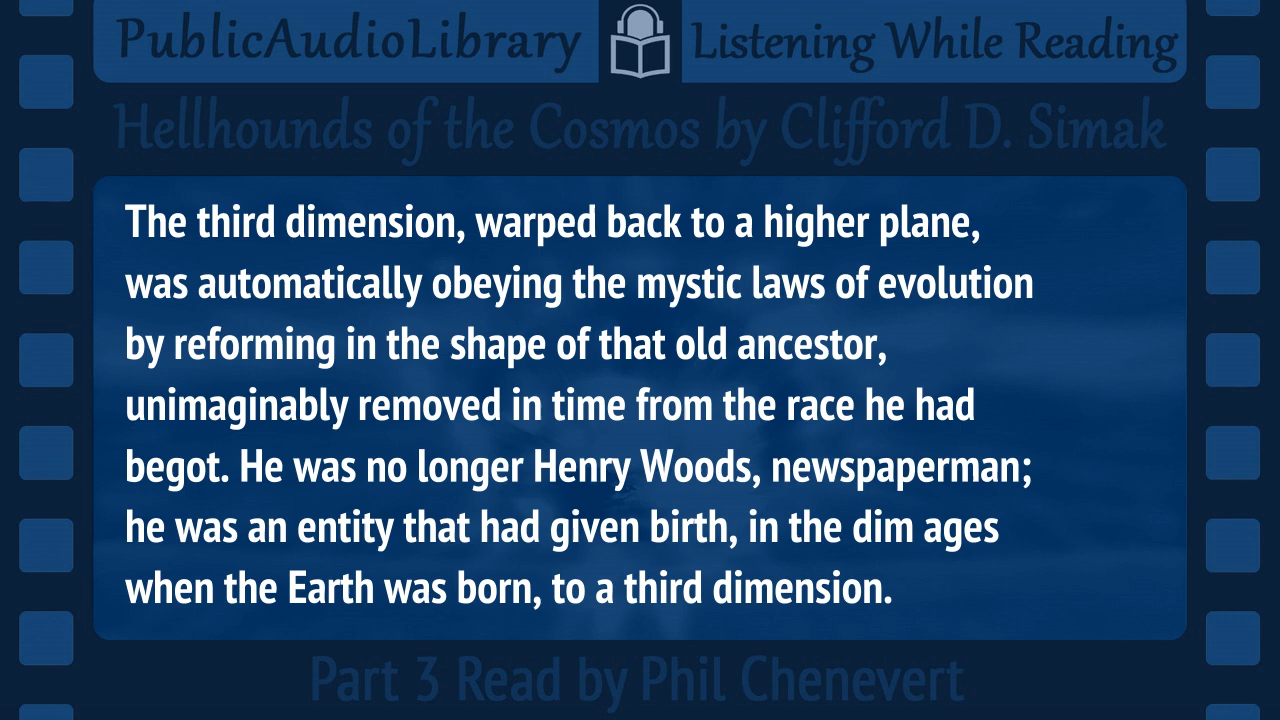 PublicAudioLibrary Listening While Reading
Hellhounds of the Cosmos by Clifford D. Simak
The third dimension, warped back to a higher plane,
was automatically obeying the mystic laws of evolution
by reforming in the shape of that old ancestor,
unimaginably removed in time from the race he had
begot. He was no longer Henry Woods, newspaperman;
he was an entity that had given birth, in the dim ages
when the Earth was born, to a third dimension.
Part 3 Read by Phil Chenevert